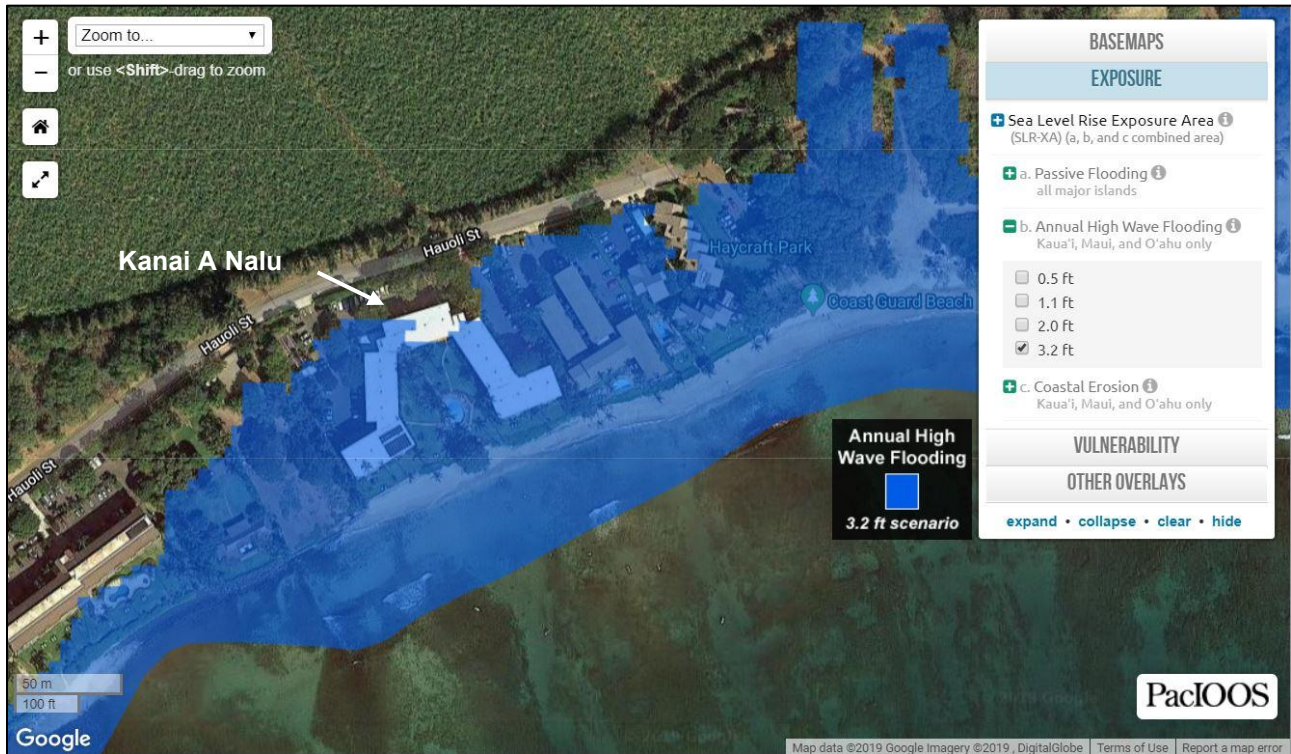 +
Zoom to...
−
or use <Shift>-drag to zoom
Kanai A Nalu
Hauoli St
Hauoli St
Hauoli St
Haycraft Park
Coast Guard Beach
BASEMAPS
EXPOSURE
Sea Level Rise Exposure Area
(SLR-XA) (a, b, and c combined area)
a. Passive Flooding
all major islands
b. Annual High Wave Flooding
Kauaʻi, Maui, and Oʻahu only
0.5 ft
1.1 ft
2.0 ft
3.2 ft
c. Coastal Erosion
Kauaʻi, Maui, and Oʻahu only
VULNERABILITY
OTHER OVERLAYS
expand • collapse • clear • hide
Annual High
Wave Flooding
3.2 ft scenario
50 m
100 ft
Google
PacIOOS
Map data ©2019 Google Imagery ©2019 , DigitalGlobe
Terms of Use
Report a map error